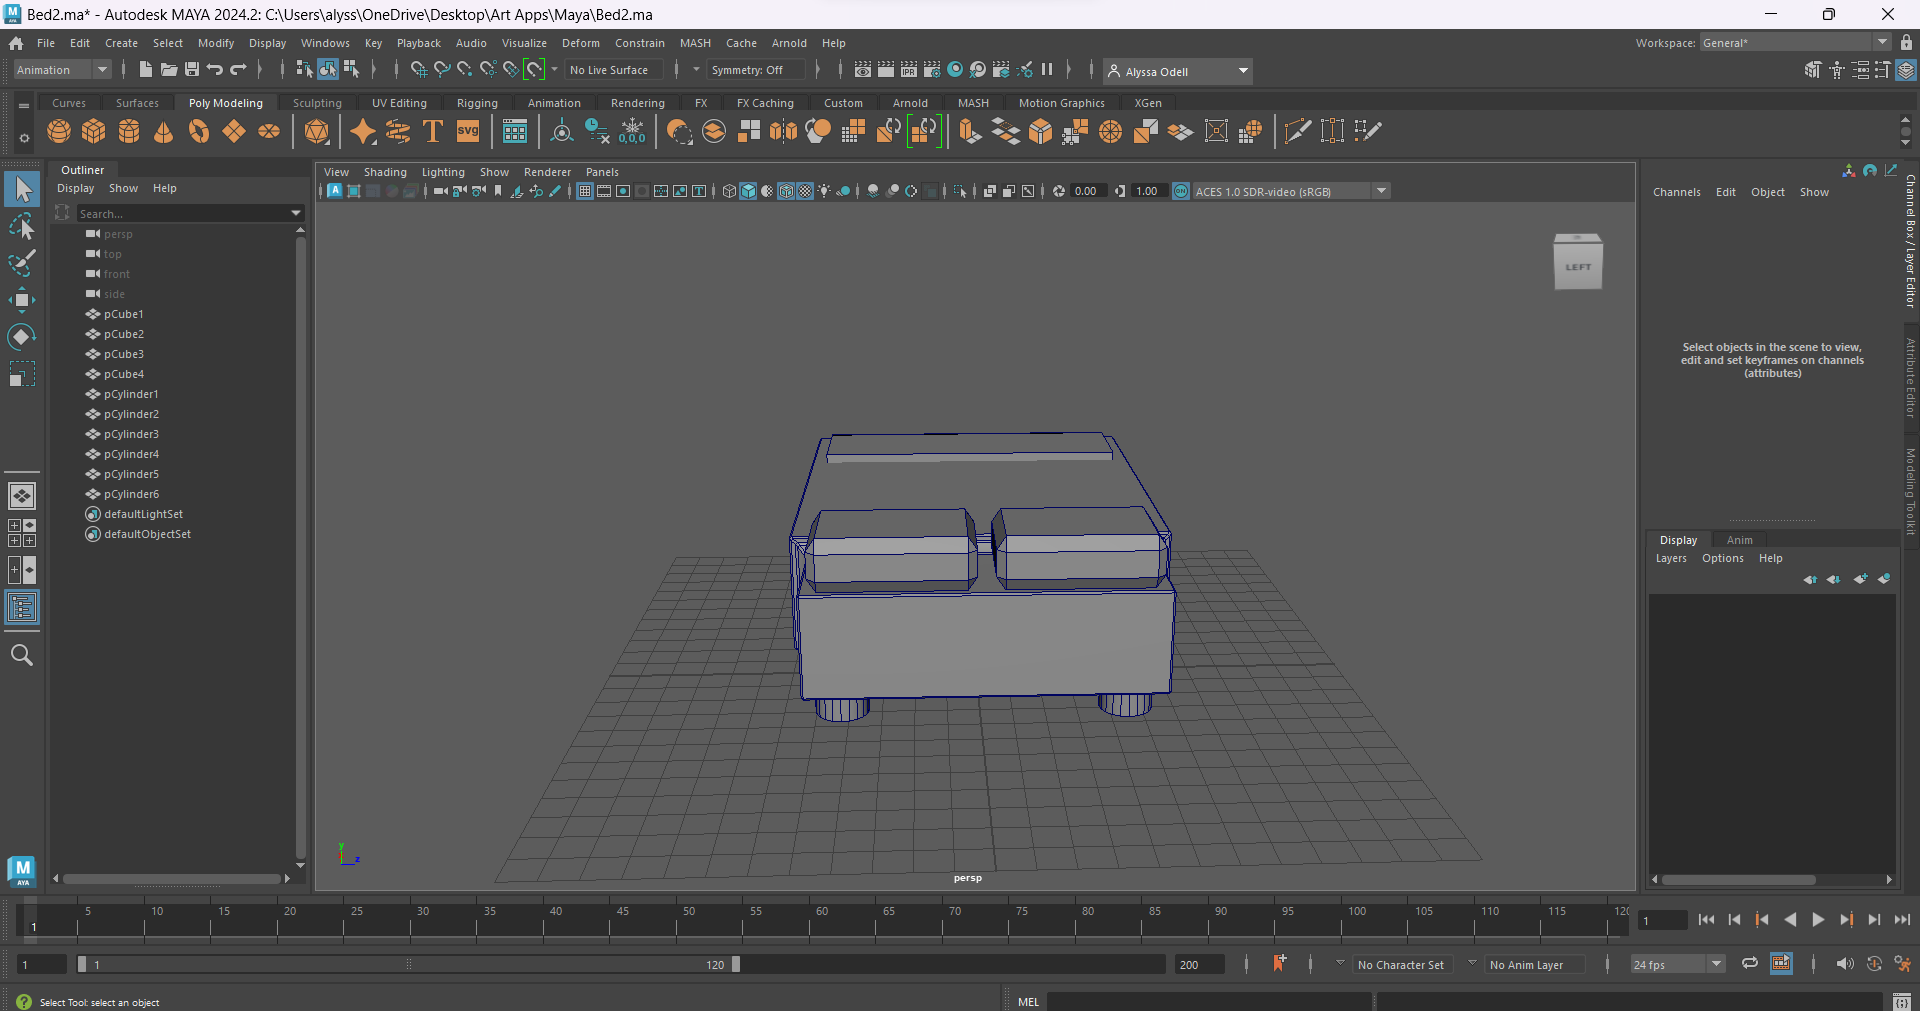 Bed2.ma* - Autodesk MAYA 2024.2: C:\Users\alyss\OneDrive\Desktop\Art Apps\Maya\Bed2.ma
File Edit Create Select Modify Display Windows Key Playback Audio Visualize Deform Constrain MASH Cache Arnold Help
Workspace: General*
Animation No Live Surface Symmetry: Off IPR Alyssa Odell
Curves Surfaces Poly Modeling Sculpting UV Editing Rigging Animation Rendering FX FX Caching Custom Arnold MASH Motion Graphics XGen
T SVG 0,0,0
Outliner
Display Show Help
Search...
persp
top
front
side
pCube1
pCube2
pCube3
pCube4
pCylinder1
pCylinder2
pCylinder3
pCylinder4
pCylinder5
pCylinder6
defaultLightSet
defaultObjectSet
View Shading Lighting Show Renderer Panels
0.00 1.00 ON ACES 1.0 SDR-video (sRGB)
LEFT
y
z
persp
Channels Edit Object Show
Select objects in the scene to view,
edit and set keyframes on channels
(attributes)
Channel Box / Layer Editor
Attribute Editor
Modeling Toolkit
Display Anim
Layers Options Help
M
AYA
1 5 10 15 20 25 30 35 40 45 50 55 60 65 70 75 80 85 90 95 100 105 110 115 120
1
1 1 120 200 No Character Set No Anim Layer 24 fps
Select Tool: select an object
MEL